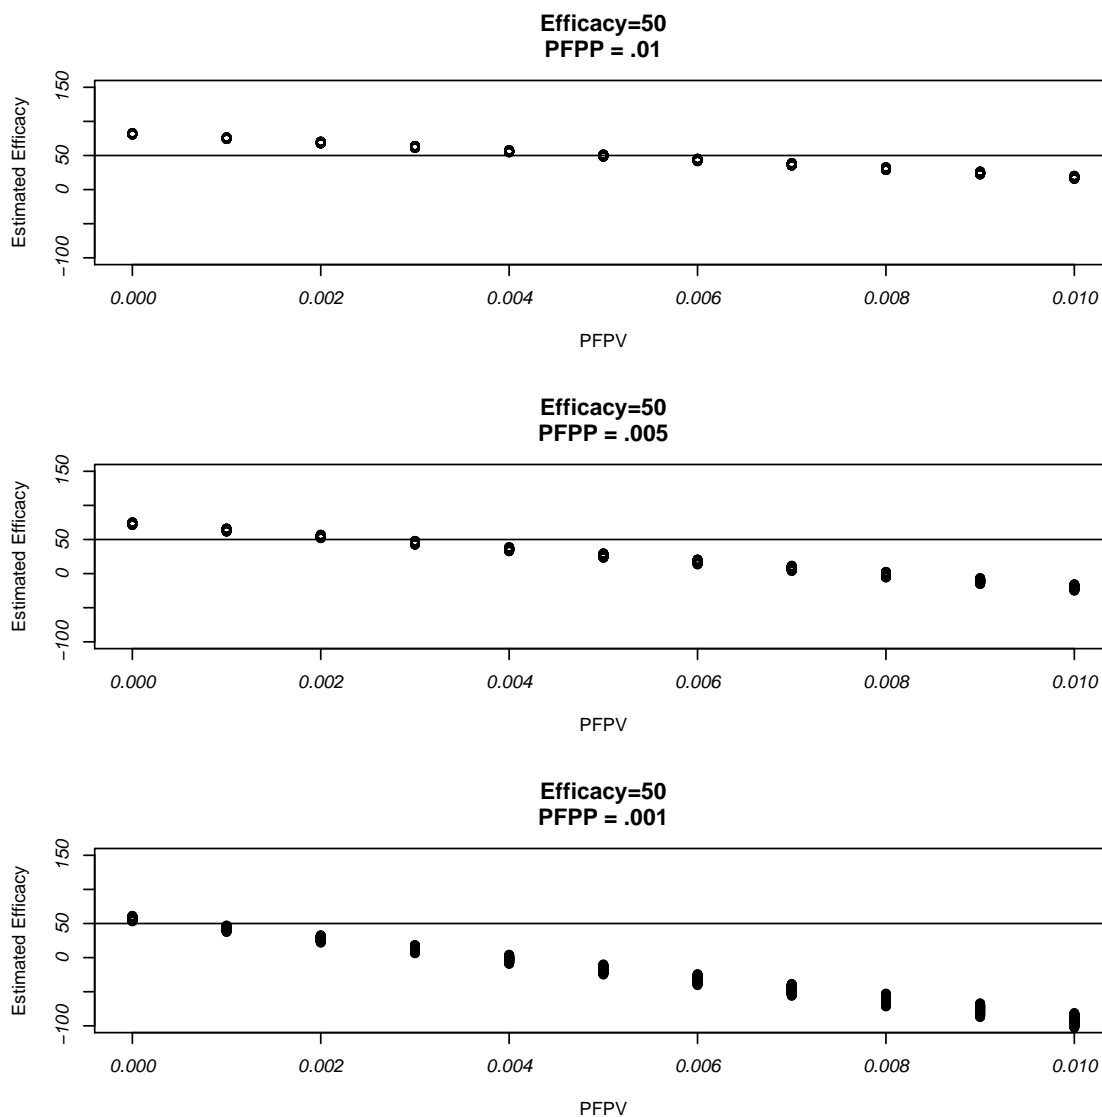 Efficacy=50
PFPP = .01
Estimated Efficacy
150
50
0
−100
0.000 0.002 0.004 0.006 0.008 0.010
PFPV
Efficacy=50
PFPP = .005
Estimated Efficacy
150
50
0
−100
0.000 0.002 0.004 0.006 0.008 0.010
PFPV
Efficacy=50
PFPP = .001
Estimated Efficacy
150
50
0
−100
0.000 0.002 0.004 0.006 0.008 0.010
PFPV